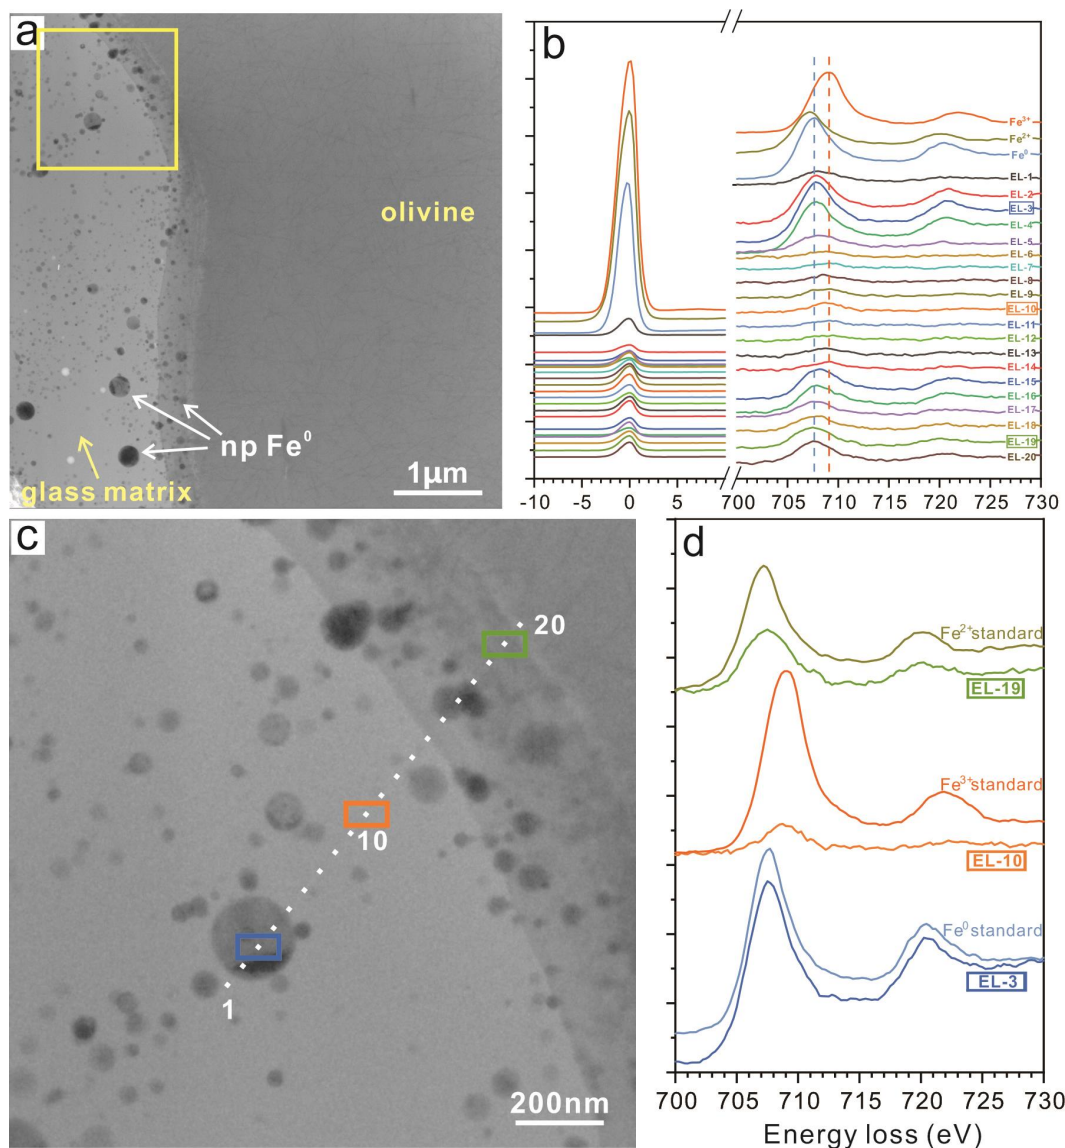 a
olivine
np Fe⁰
glass matrix
1μm
b
Fe³⁺
Fe²⁺
Fe⁰
EL-1
EL-2
EL-3
EL-4
EL-5
EL-6
EL-7
EL-8
EL-9
EL-10
EL-11
EL-12
EL-13
EL-14
EL-15
EL-16
EL-17
EL-18
EL-19
EL-20
-10 -5 0 5 700 705 710 715 720 725 730
c
20
10
1
200nm
d
Fe²⁺standard
EL-19
Fe³⁺standard
EL-10
Fe⁰ standard
EL-3
700 705 710 715 720 725 730
Energy loss (eV)